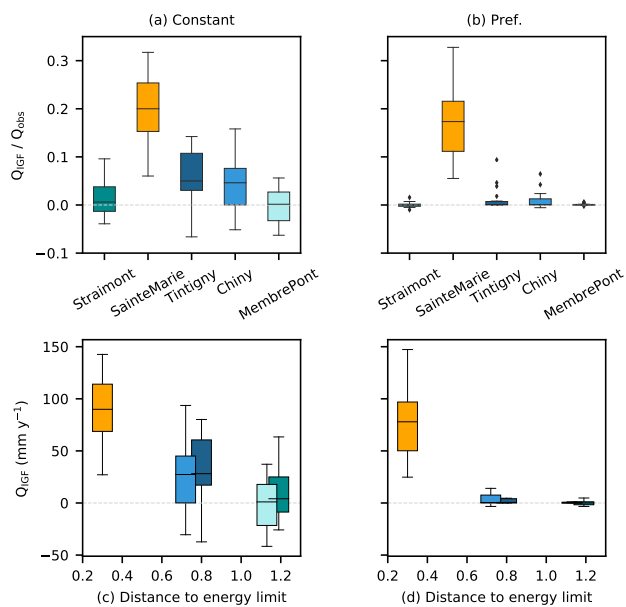 (a) Constant
(b) Pref.
Q_IGF / Q_obs
0.3
0.2
0.1
0.0
−0.1
Straimont
SainteMarie
Tintigny
Chiny
MembrePont
Straimont
SainteMarie
Tintigny
Chiny
MembrePont
Q_IGF (mm y⁻¹)
150
100
50
0
−50
0.2 0.4 0.6 0.8 1.0 1.2
0.2 0.4 0.6 0.8 1.0 1.2
(c) Distance to energy limit
(d) Distance to energy limit